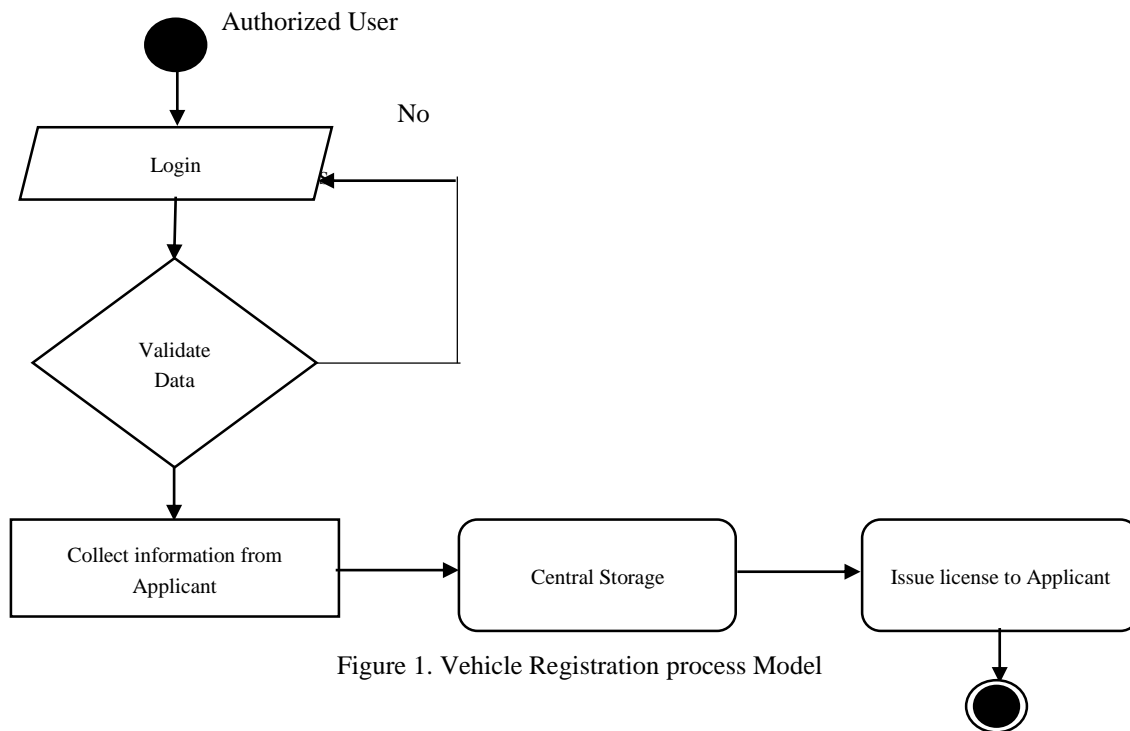 Authorized User
No
Login
s
Validate
Data
Collect information from
Applicant
Central Storage
Issue license to Applicant
Figure 1. Vehicle Registration process Model